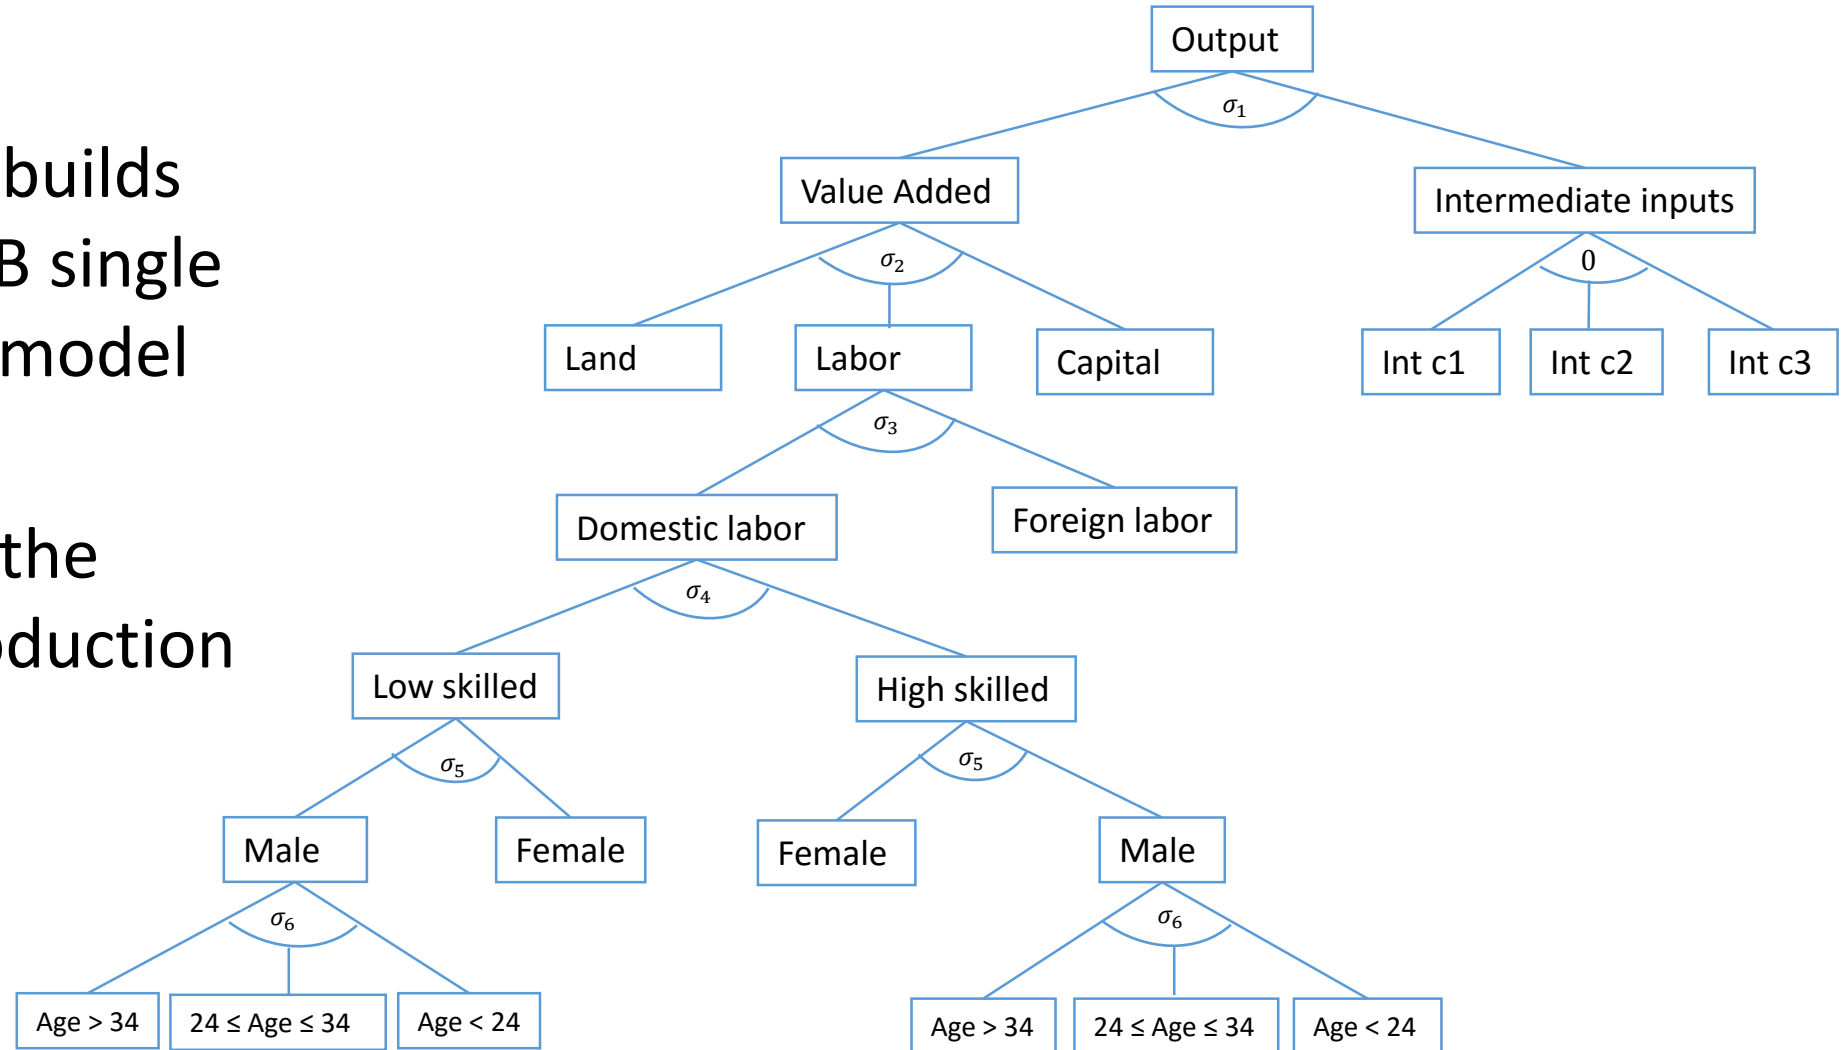 builds
B single
model
the
oduction
Output
σ₁
Value Added
Intermediate inputs
σ₂
0
Land
Labor
Capital
Int c1
Int c2
Int c3
σ₃
Domestic labor
Foreign labor
σ₄
Low skilled
High skilled
σ₅
σ₅
Male
Female
Female
Male
σ₆
σ₆
Age > 34
24 ≤ Age ≤ 34
Age < 24
Age > 34
24 ≤ Age ≤ 34
Age < 24